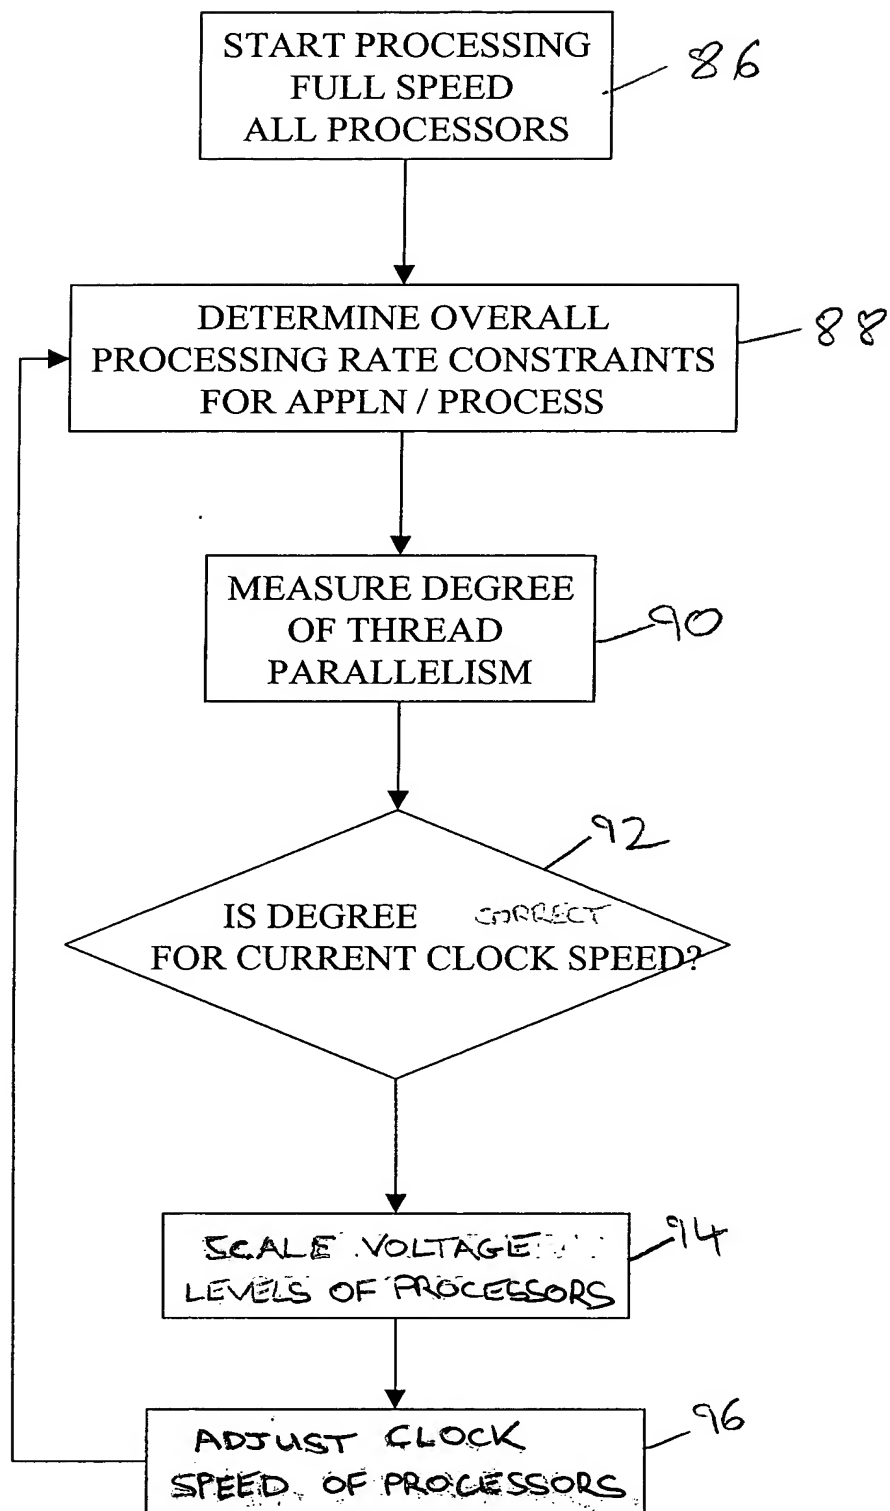 START PROCESSING
FULL SPEED
ALL PROCESSORS
86
DETERMINE OVERALL
PROCESSING RATE CONSTRAINTS
FOR APPLN / PROCESS
88
MEASURE DEGREE
OF THREAD
PARALLELISM
90
92
IS DEGREE CORRECT
FOR CURRENT CLOCK SPEED?
SCALE VOLTAGE
LEVELS OF PROCESSORS
94
ADJUST CLOCK
SPEED OF PROCESSORS
96